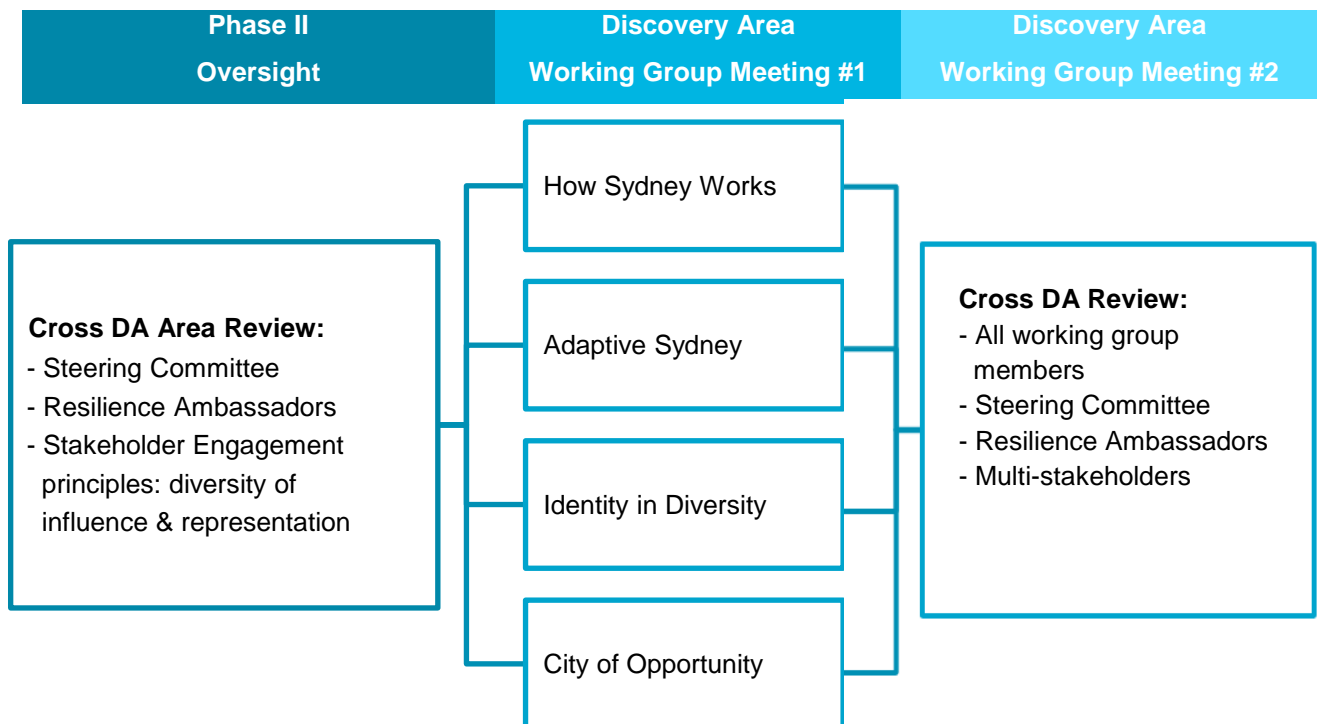 Phase II
Oversight
Discovery Area
Working Group Meeting #1
Discovery Area
Working Group Meeting #2
Cross DA Area Review:
- Steering Committee
- Resilience Ambassadors
- Stakeholder Engagement
principles: diversity of
influence & representation
How Sydney Works
Adaptive Sydney
Identity in Diversity
City of Opportunity
Cross DA Review:
- All working group
members
- Steering Committee
- Resilience Ambassadors
- Multi-stakeholders